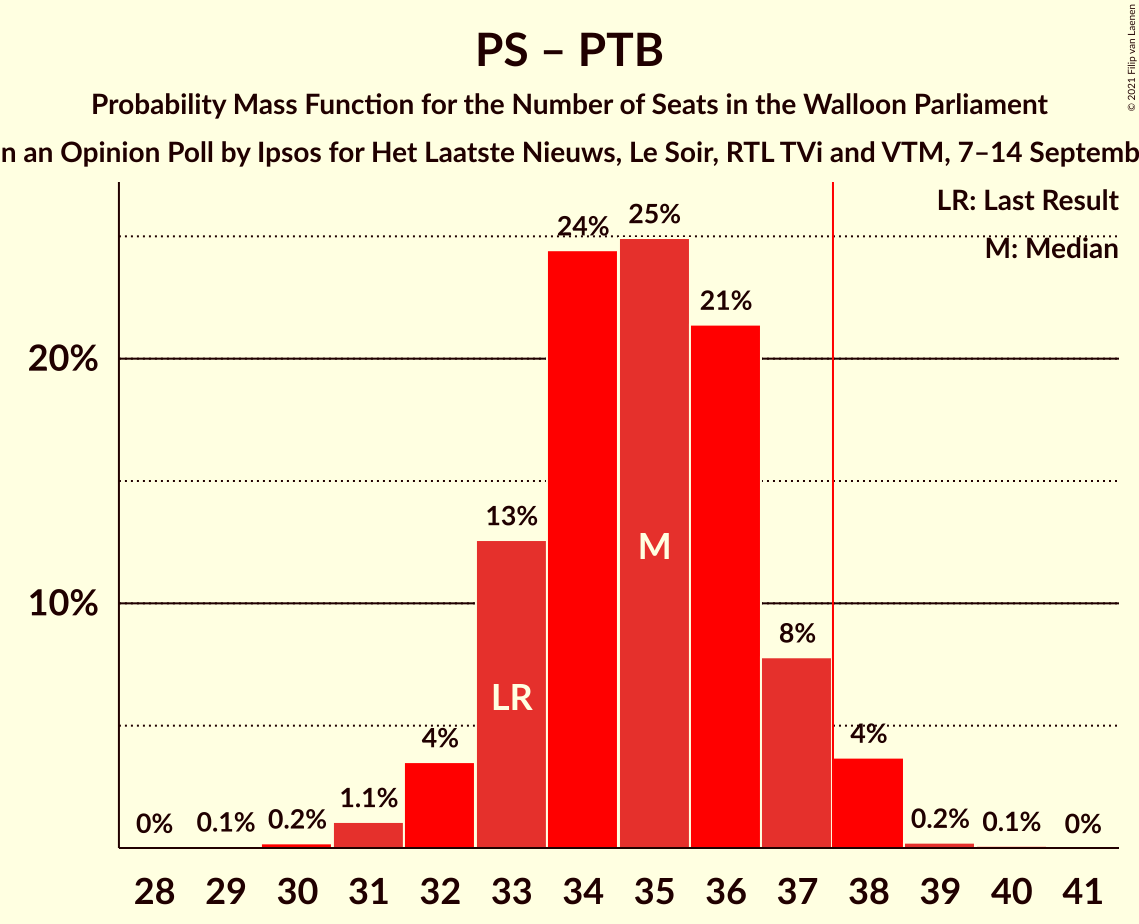 PS – PTB
Probability Mass Function for the Number of Seats in the Walloon Parliament
n an Opinion Poll by Ipsos for Het Laatste Nieuws, Le Soir, RTL TVi and VTM, 7–14 Septemb
© 2021 Filip van Laenen
LR: Last Result
M: Median
20%
10%
0%
0.1%
0.2%
1.1%
4%
13%
24%
25%
21%
8%
4%
0.2%
0.1%
0%
LR
M
28 29 30 31 32 33 34 35 36 37 38 39 40 41